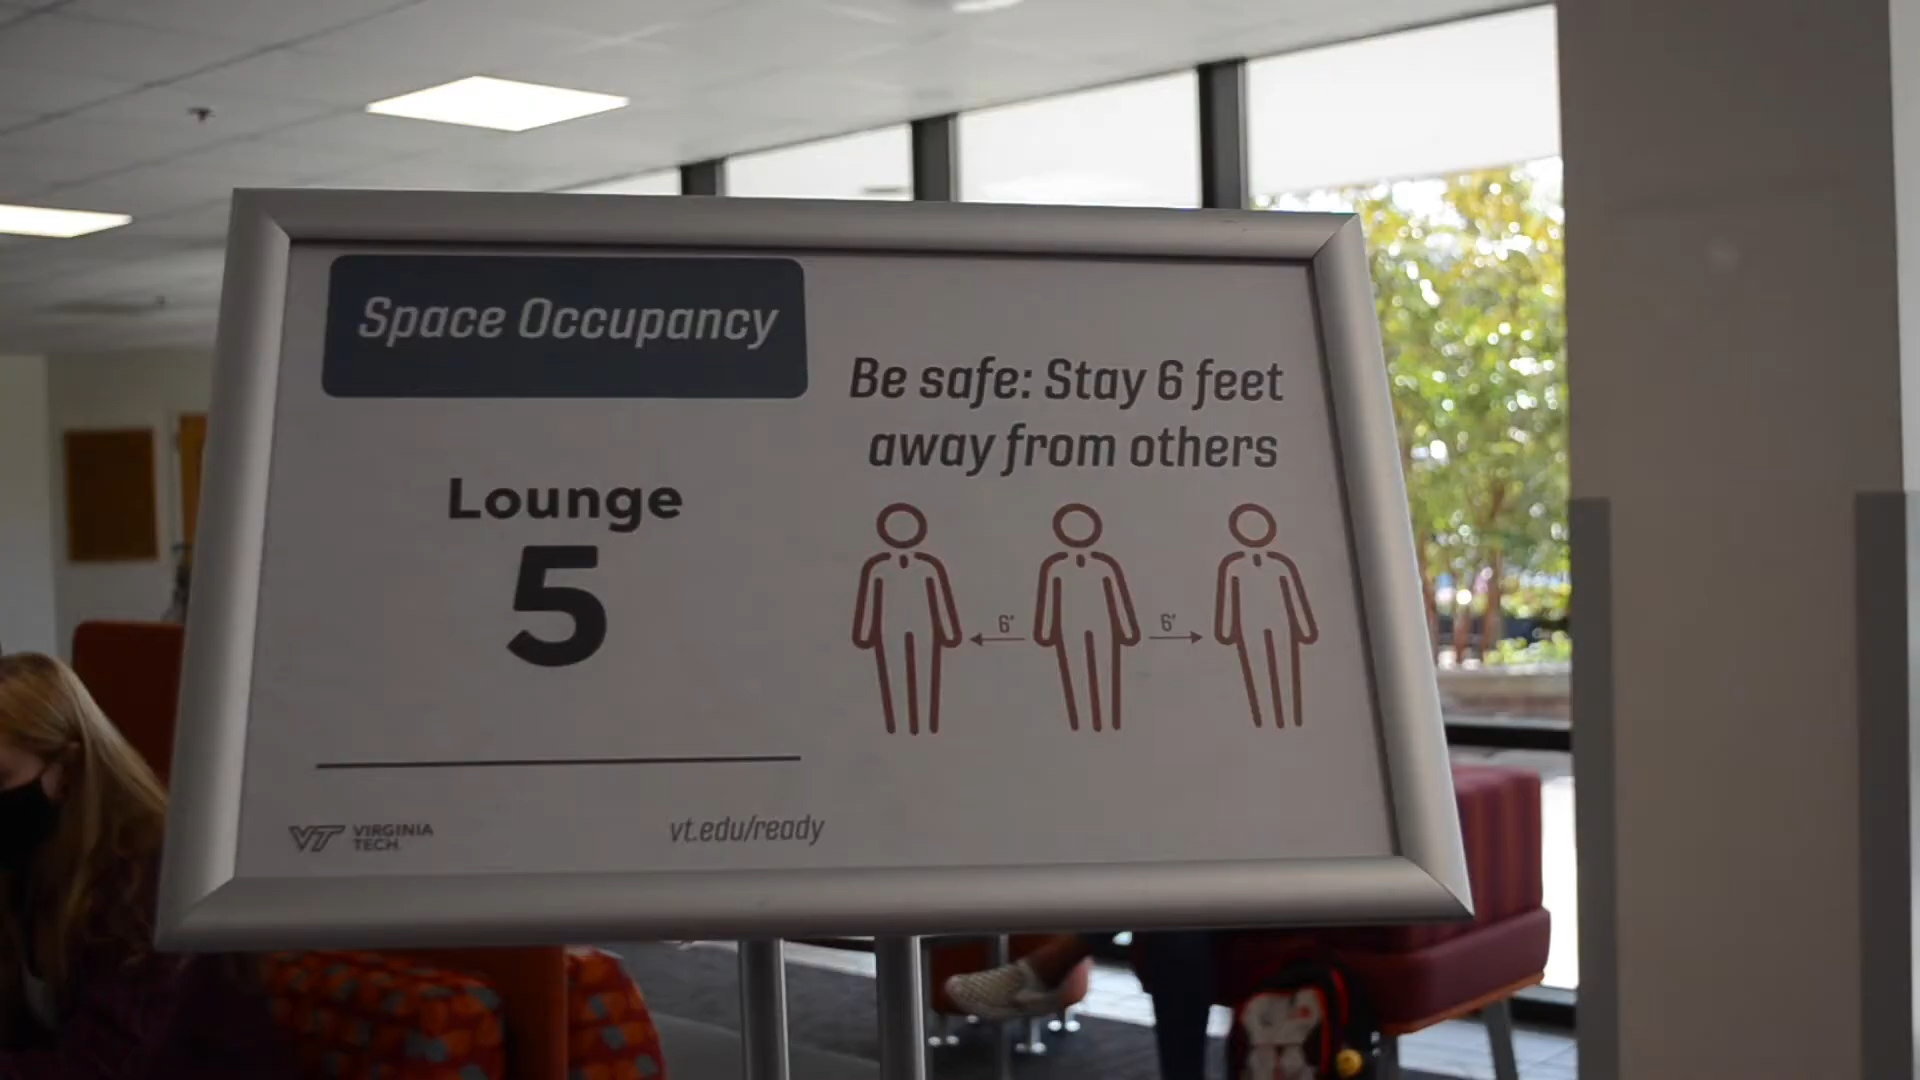 Space Occupancy
Lounge
5
Be safe: Stay 6 feet
away from others
6'
6'
VT VIRGINIA
TECH.
vt.edu/ready